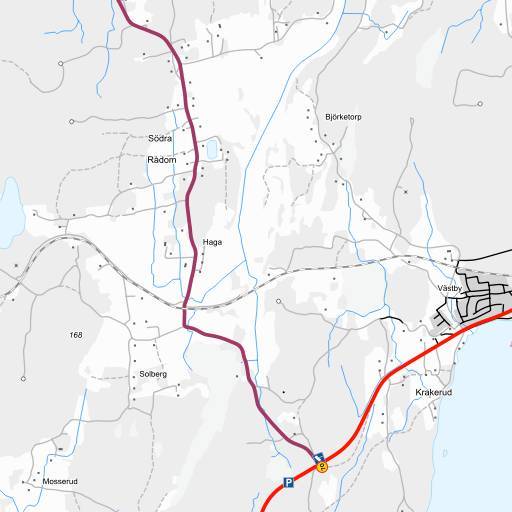 Björketorp
Södra
Rådom
Haga
Västby
168
Solberg
Krakerud
Mosserud
P